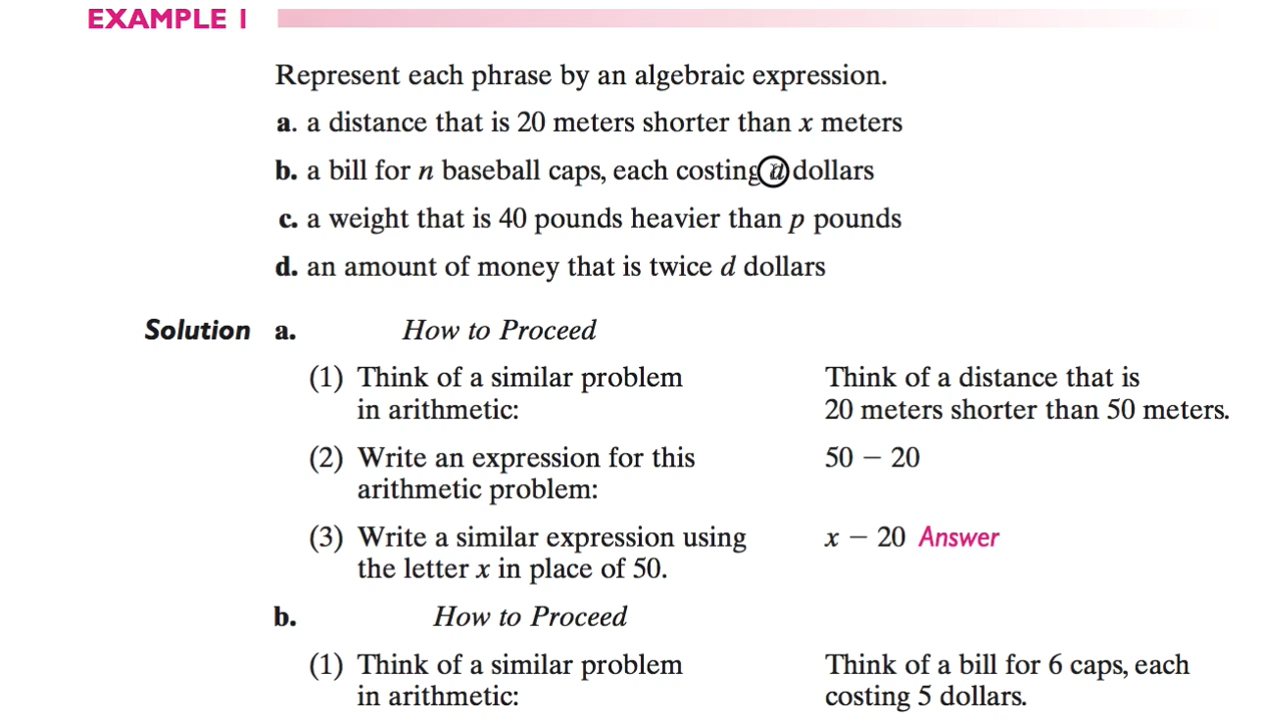 EXAMPLE 1
Represent each phrase by an algebraic expression.
a. a distance that is 20 meters shorter than x meters
b. a bill for n baseball caps, each costing d dollars
c. a weight that is 40 pounds heavier than p pounds
d. an amount of money that is twice d dollars
Solution a. How to Proceed
(1) Think of a similar problem Think of a distance that is
in arithmetic: 20 meters shorter than 50 meters.
(2) Write an expression for this 50 − 20
arithmetic problem:
(3) Write a similar expression using x − 20 Answer
the letter x in place of 50.
b. How to Proceed
(1) Think of a similar problem Think of a bill for 6 caps, each
in arithmetic: costing 5 dollars.